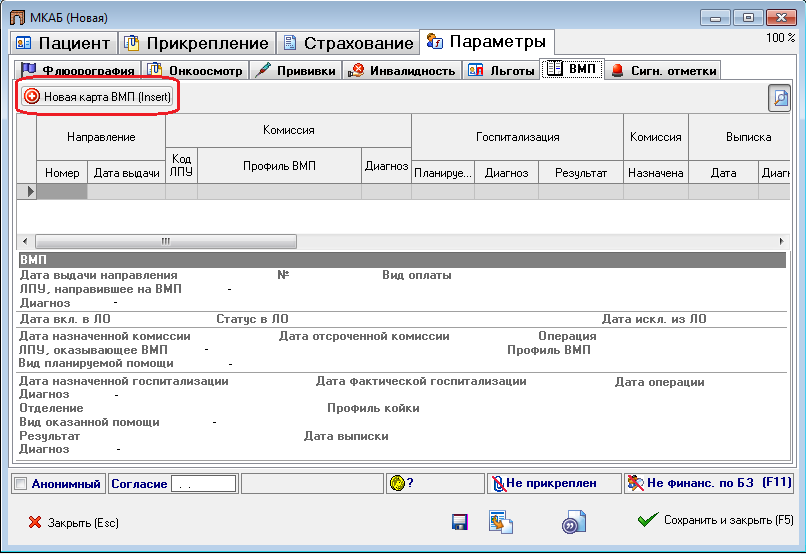 МКАБ (Новая)
Пациент Прикрепление Страхование Параметры 100 %
Флюорография Онкоосмотр Прививки Инвалидность Льготы ВМП Сигн. отметки
Новая карта ВМП (Insert)
Направление Комиссия Госпитализация Комиссия Выписка
Номер Дата выдачи Код ЛПУ Профиль ВМП Диагноз Планируе... Диагноз Результат Назначена Дата Диагн
ВМП
Дата выдачи направления № Вид оплаты
ЛПУ, направившее на ВМП -
Диагноз -
Дата вкл. в ЛО Статус в ЛО Дата искл. из ЛО
Дата назначенной комиссии Дата отсроченной комиссии Операция
ЛПУ, оказывающее ВМП - Профиль ВМП
Вид планируемой помощи -
Дата назначенной госпитализации Дата фактической госпитализации Дата операции
Диагноз -
Отделение Профиль койки
Вид оказанной помощи -
Результат Дата выписки
Диагноз -
Анонимный Согласие . . ? Не прикреплен Не финанс. по БЗ (F11)
Закрыть (Esc) Сохранить и закрыть (F5)